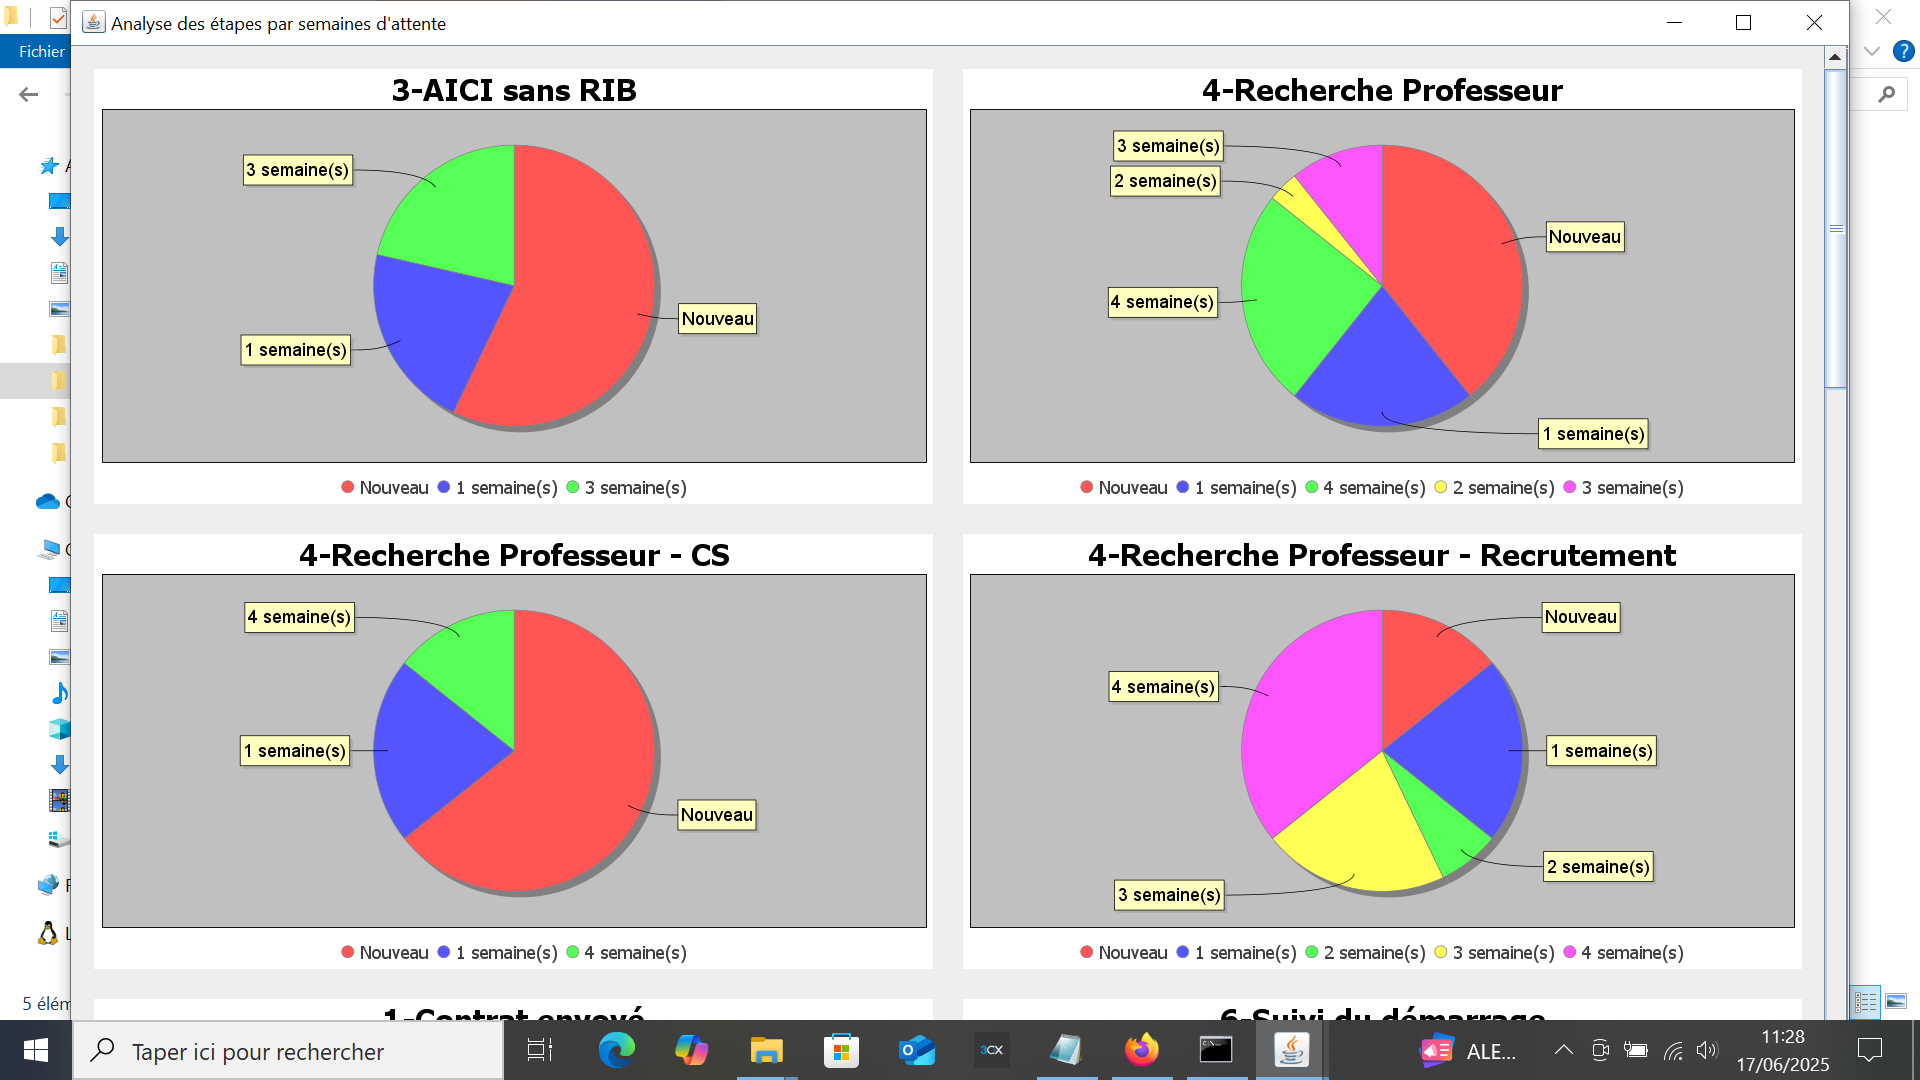 Analyse des étapes par semaines d'attente
Fichier
3-AICI sans RIB
3 semaine(s)
1 semaine(s)
Nouveau
Nouveau 1 semaine(s) 3 semaine(s)
4-Recherche Professeur
3 semaine(s)
2 semaine(s)
Nouveau
4 semaine(s)
1 semaine(s)
Nouveau 1 semaine(s) 4 semaine(s) 2 semaine(s) 3 semaine(s)
4-Recherche Professeur - CS
4 semaine(s)
1 semaine(s)
Nouveau
Nouveau 1 semaine(s) 4 semaine(s)
4-Recherche Professeur - Recrutement
Nouveau
4 semaine(s)
1 semaine(s)
2 semaine(s)
3 semaine(s)
Nouveau 1 semaine(s) 2 semaine(s) 3 semaine(s) 4 semaine(s)
1-Contrat envoyé
6-Suivi du démarrage
5 élém
Taper ici pour rechercher
3CX
ALE...
11:28
17/06/2025